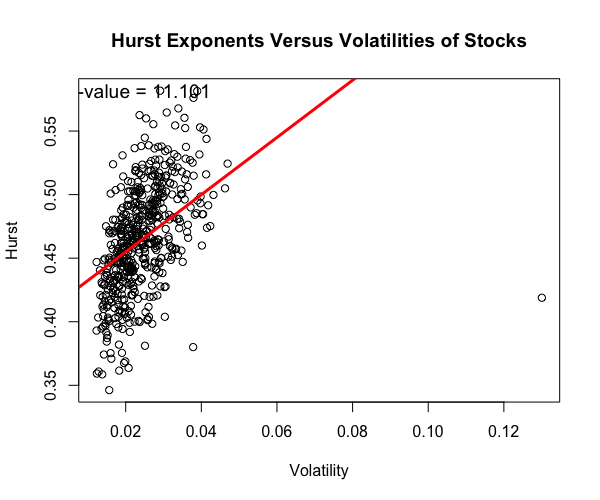 Hurst Exponents Versus Volatilities of Stocks
-value = 11.101
Hurst
0.55
0.50
0.45
0.40
0.35
0.02
0.04
0.06
0.08
0.10
0.12
Volatility